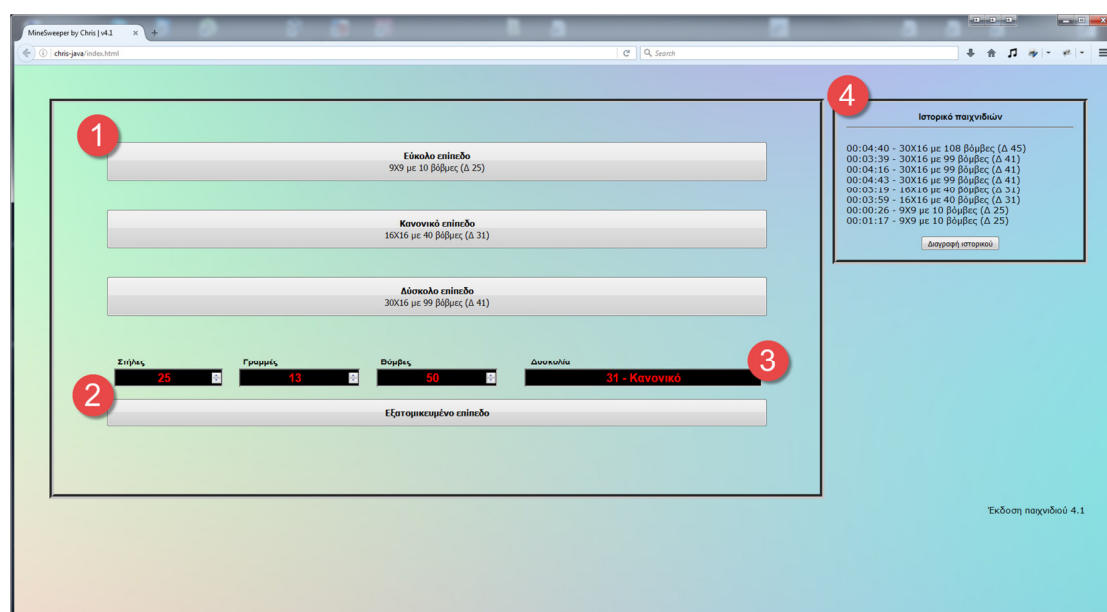 MineSweeper by Chris | v4.1
chris-java/index.html
Search
1
Εύκολο επίπεδο
9X9 με 10 βόβμες (Δ 25)
Κανονικό επίπεδο
16X16 με 40 βόβμες (Δ 31)
Δύσκολο επίπεδο
30X16 με 99 βόβμες (Δ 41)
3
Στήλες Γραμμές Βόμβες Δυσκολία
25 13 50 31 - Κανονικό
2
Εξατομικευμένο επίπεδο
4
Ιστορικό παιχνιδιών
00:04:40 - 30X16 με 108 βόμβες (Δ 45)
00:03:39 - 30X16 με 99 βόμβες (Δ 41)
00:04:16 - 30X16 με 99 βόμβες (Δ 41)
00:04:43 - 30X16 με 99 βόμβες (Δ 41)
00:03:19 - 16X16 με 40 βόμβες (Δ 31)
00:03:59 - 16X16 με 40 βόμβες (Δ 31)
00:00:26 - 9X9 με 10 βόμβες (Δ 25)
00:01:17 - 9X9 με 10 βόμβες (Δ 25)
Διαγραφή ιστορικού
Έκδοση παιχνιδιού 4.1